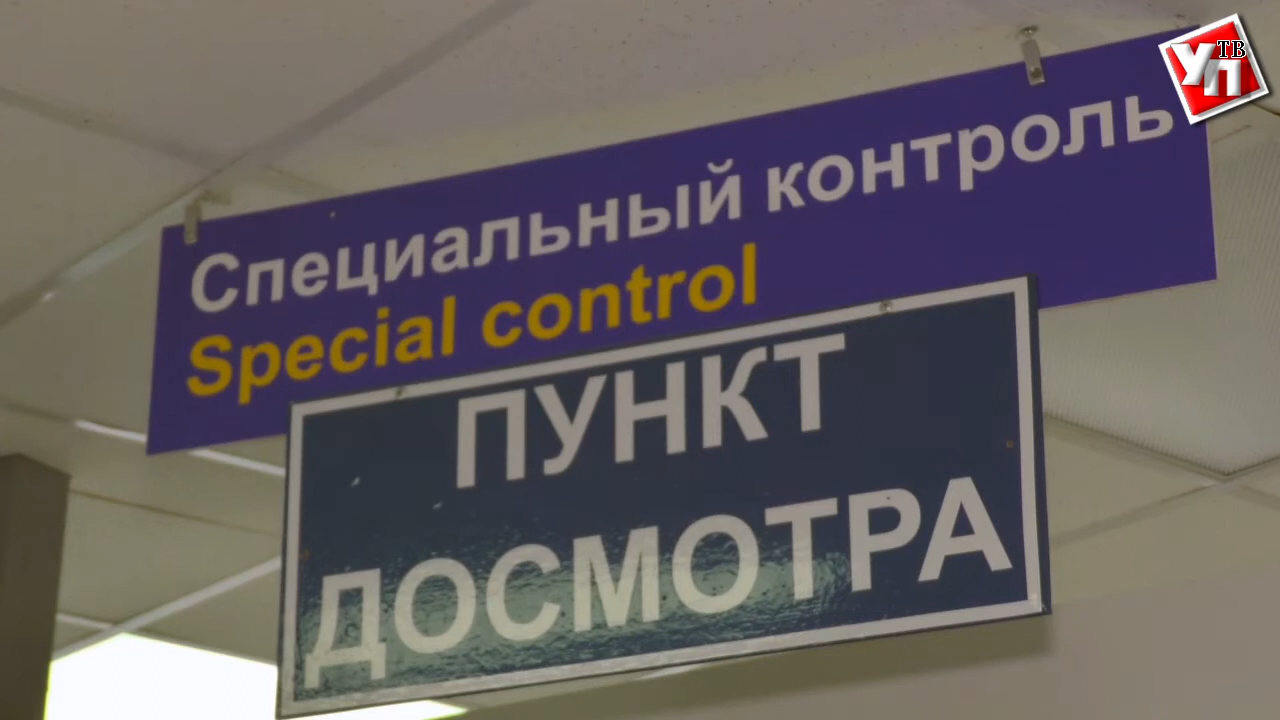 Специальный контроль
Special control
ПУНКТ
ДОСМОТРА
УП ТВ